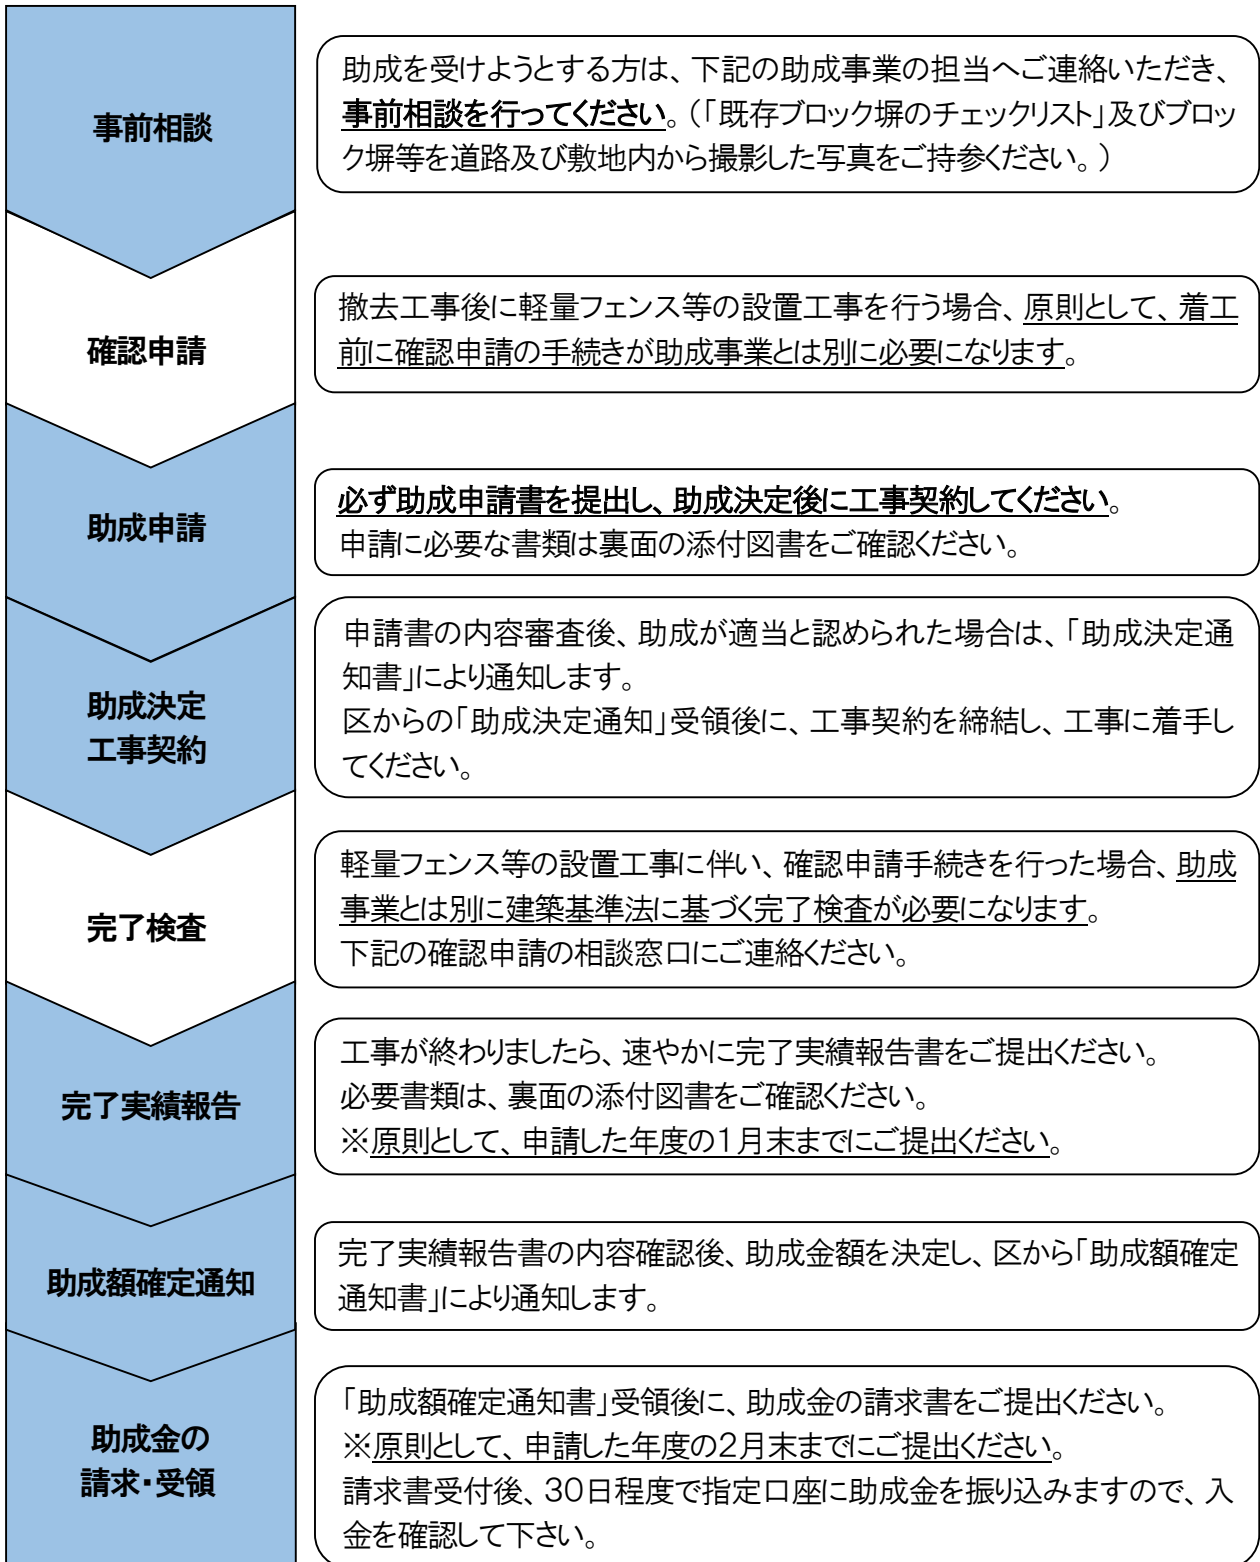 事前相談
助成を受けようとする方は、下記の助成事業の担当へご連絡いただき、
事前相談を行ってください。（「既存ブロック塀のチェックリスト」及びブロッ
ク塀等を道路及び敷地内から撮影した写真をご持参ください。）
確認申請
撤去工事後に軽量フェンス等の設置工事を行う場合、原則として、着工
前に確認申請の手続きが助成事業とは別に必要になります。
助成申請
必ず助成申請書を提出し、助成決定後に工事契約してください。
申請に必要な書類は裏面の添付図書をご確認ください。
助成決定
工事契約
申請書の内容審査後、助成が適当と認められた場合は、「助成決定通
知書」により通知します。
区からの「助成決定通知」受領後に、工事契約を締結し、工事に着手し
てください。
完了検査
軽量フェンス等の設置工事に伴い、確認申請手続きを行った場合、助成
事業とは別に建築基準法に基づく完了検査が必要になります。
下記の確認申請の相談窓口にご連絡ください。
完了実績報告
工事が終わりましたら、速やかに完了実績報告書をご提出ください。
必要書類は、裏面の添付図書をご確認ください。
※原則として、申請した年度の1月末までにご提出ください。
助成額確定通知
完了実績報告書の内容確認後、助成金額を決定し、区から「助成額確定
通知書」により通知します。
助成金の
請求・受領
「助成額確定通知書」受領後に、助成金の請求書をご提出ください。
※原則として、申請した年度の2月末までにご提出ください。
請求書受付後、30日程度で指定口座に助成金を振り込みますので、入
金を確認して下さい。